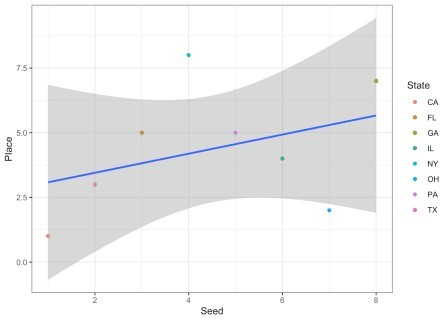 7.5
5.0
2.5
0.0
Place
2
4
6
8
Seed
State
CA
FL
GA
IL
NY
OH
PA
TX